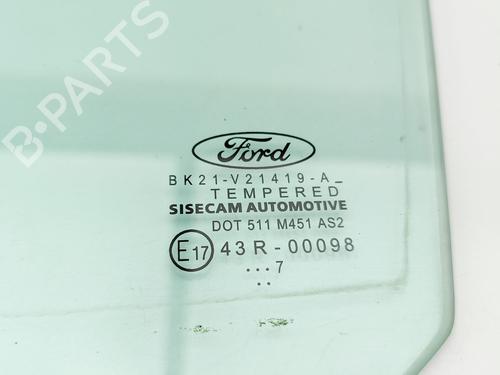 B-PARTS
Ford
BK21-V21419-A_
TEMPERED
SISECAM AUTOMOTIVE
DOT 511 M451 AS2
E17 43R-00098
...7
..